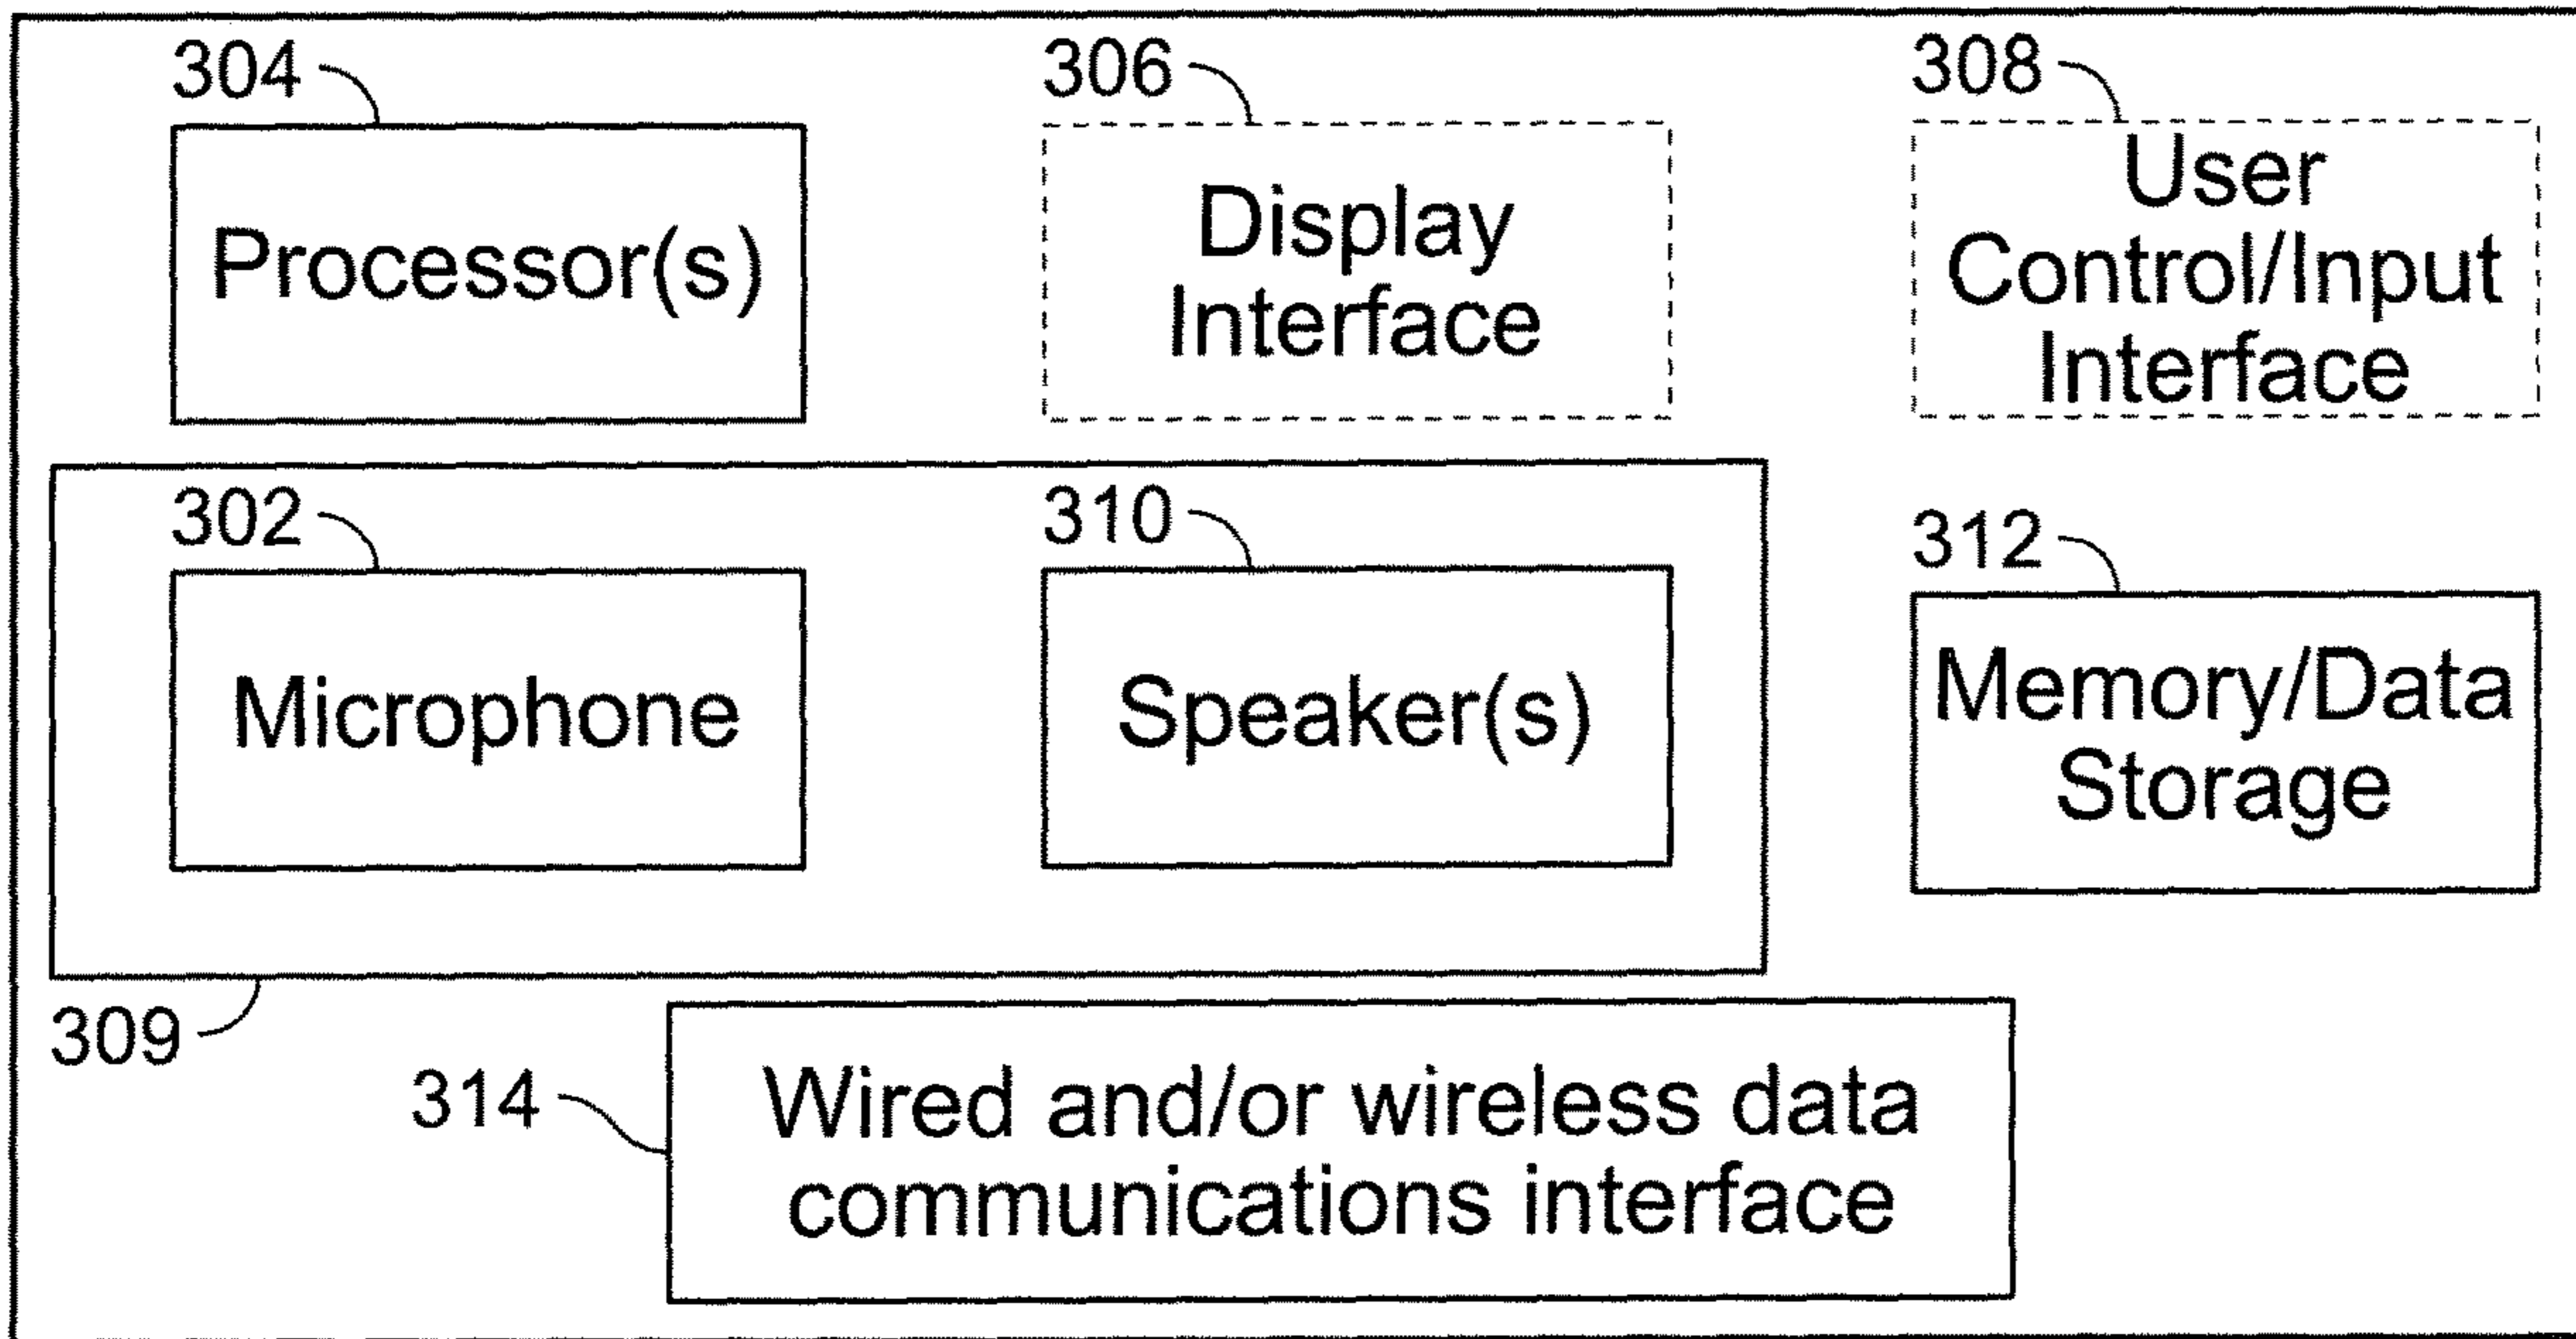 304
Processor(s)
306
Display
Interface
308
User
Control/Input
Interface
302
Microphone
310
Speaker(s)
312
Memory/Data
Storage
309
314
Wired and/or wireless data
communications interface